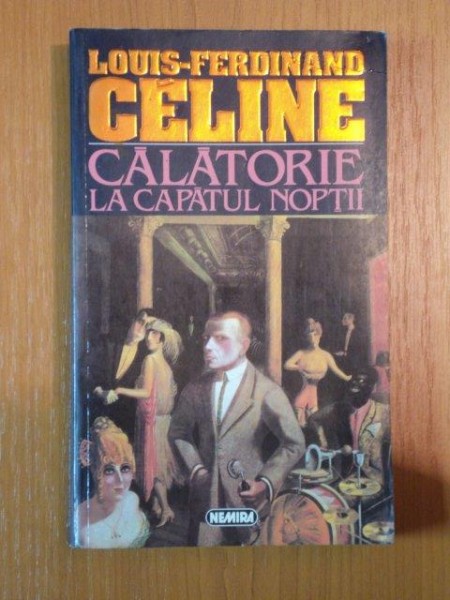 LOUIS-FERDINAND
CÉLINE
CĂLĂTORIE
LA CAPĂTUL NOPȚII
NEMIRA